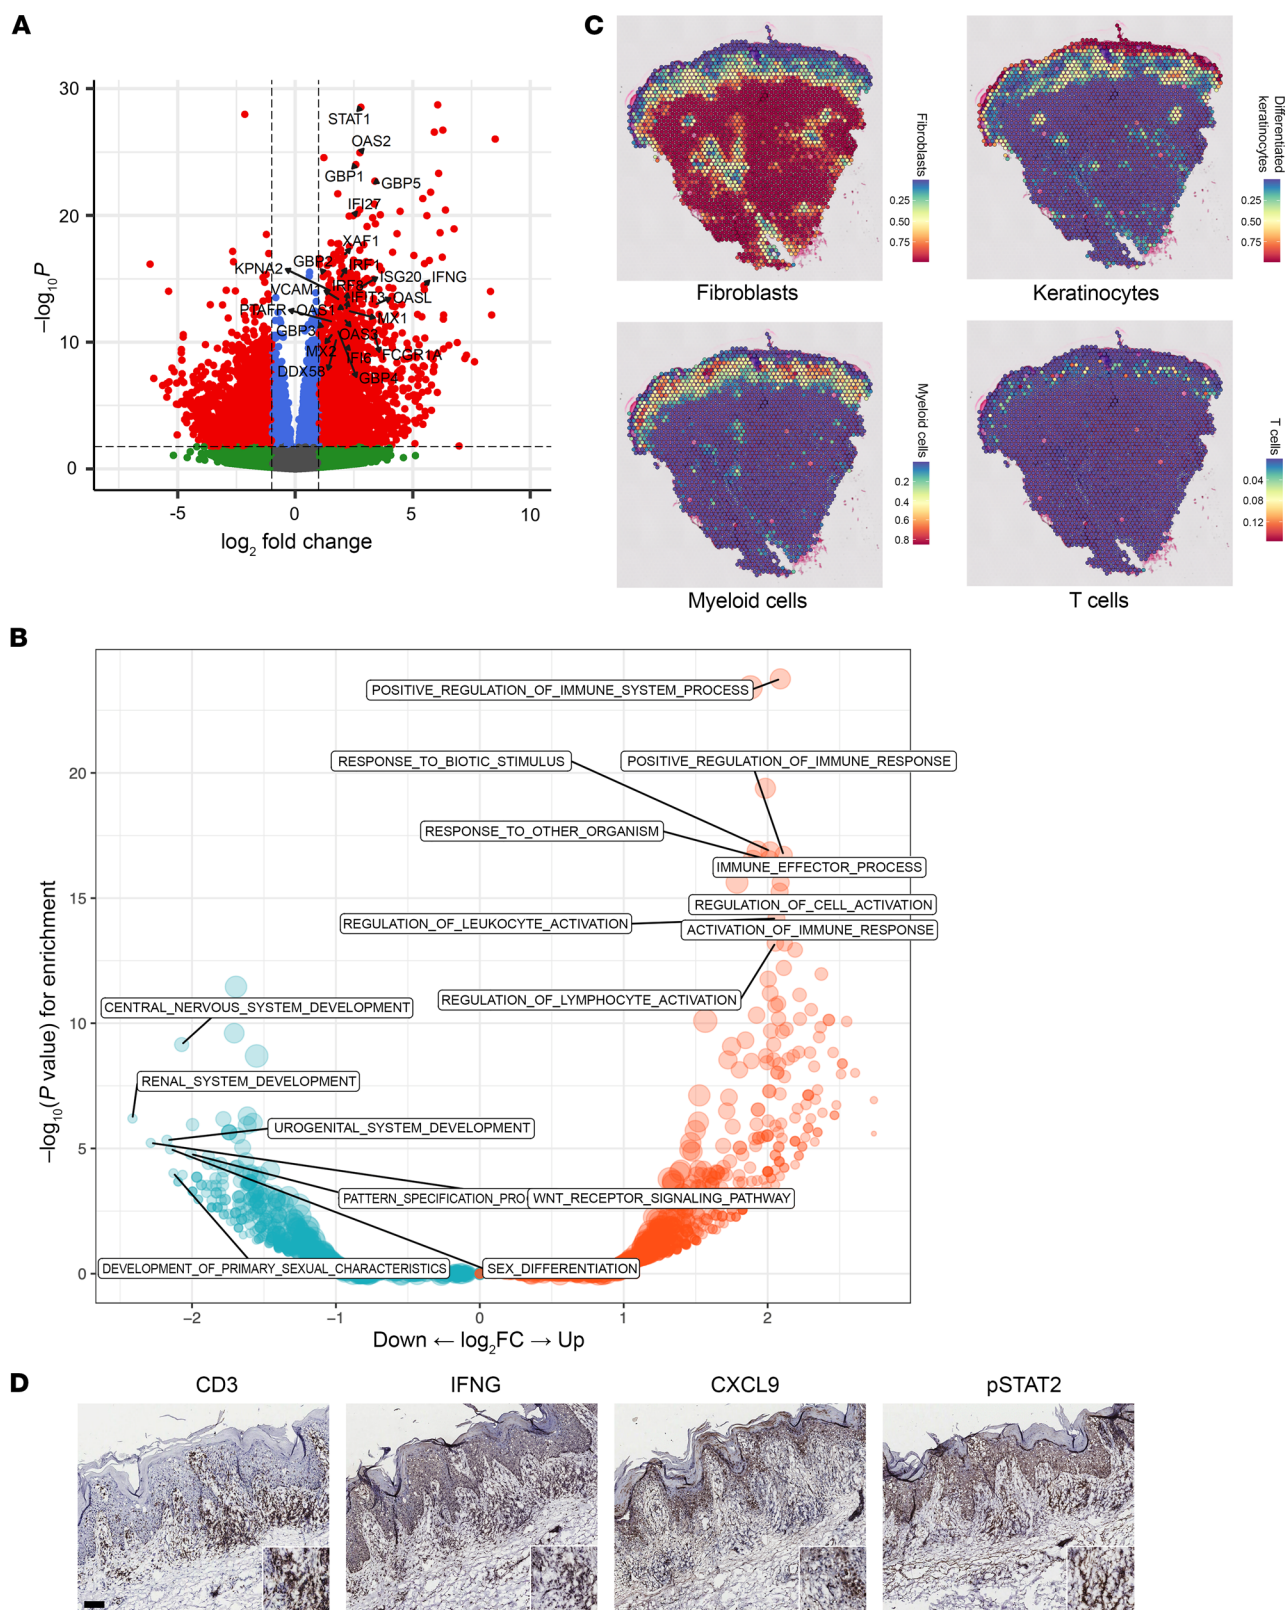 A
30
20
10
0
−log10P
-5
0
5
10
log2 fold change
STAT1
OAS2
GBP1
GBP5
IFI27
XAF1
GBP2
IRF1
KPNA2
ISG20
IFNG
VCAM1
IRF8
IFIT3
OASL
PTAFR
OAS1
MX1
GBP3
OAS3
MX2
IFI6
FCGR1A
DDX58
GBP4
C
Fibroblasts
0.25
0.50
0.75
Fibroblasts
Differentiated
keratinocytes
0.25
0.50
0.75
Keratinocytes
Myeloid cells
0.2
0.4
0.6
0.8
Myeloid cells
T cells
0.04
0.08
0.12
T cells
B
POSITIVE_REGULATION_OF_IMMUNE_SYSTEM_PROCESS
RESPONSE_TO_BIOTIC_STIMULUS
POSITIVE_REGULATION_OF_IMMUNE_RESPONSE
RESPONSE_TO_OTHER_ORGANISM
IMMUNE_EFFECTOR_PROCESS
REGULATION_OF_CELL_ACTIVATION
REGULATION_OF_LEUKOCYTE_ACTIVATION
ACTIVATION_OF_IMMUNE_RESPONSE
REGULATION_OF_LYMPHOCYTE_ACTIVATION
CENTRAL_NERVOUS_SYSTEM_DEVELOPMENT
RENAL_SYSTEM_DEVELOPMENT
UROGENITAL_SYSTEM_DEVELOPMENT
PATTERN_SPECIFICATION_PRO
WNT_RECEPTOR_SIGNALING_PATHWAY
DEVELOPMENT_OF_PRIMARY_SEXUAL_CHARACTERISTICS
SEX_DIFFERENTIATION
20
15
10
5
0
−log10(P value) for enrichment
−2
−1
0
1
2
Down ← log2FC → Up
D
CD3
IFNG
CXCL9
pSTAT2